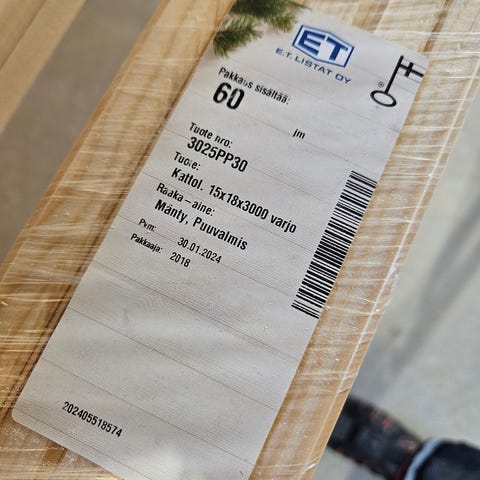 ET
E.T. LISTAT OY
®
Pakkaus sisältää:
60 jm
Tuote nro:
3025PP30
Tuote:
Kattol. 15x18x3000 varjo
Raaka-aine:
Mänty, Puuvalmis
Pvm: 30.01.2024
Pakkaaja: 2018
202405518574